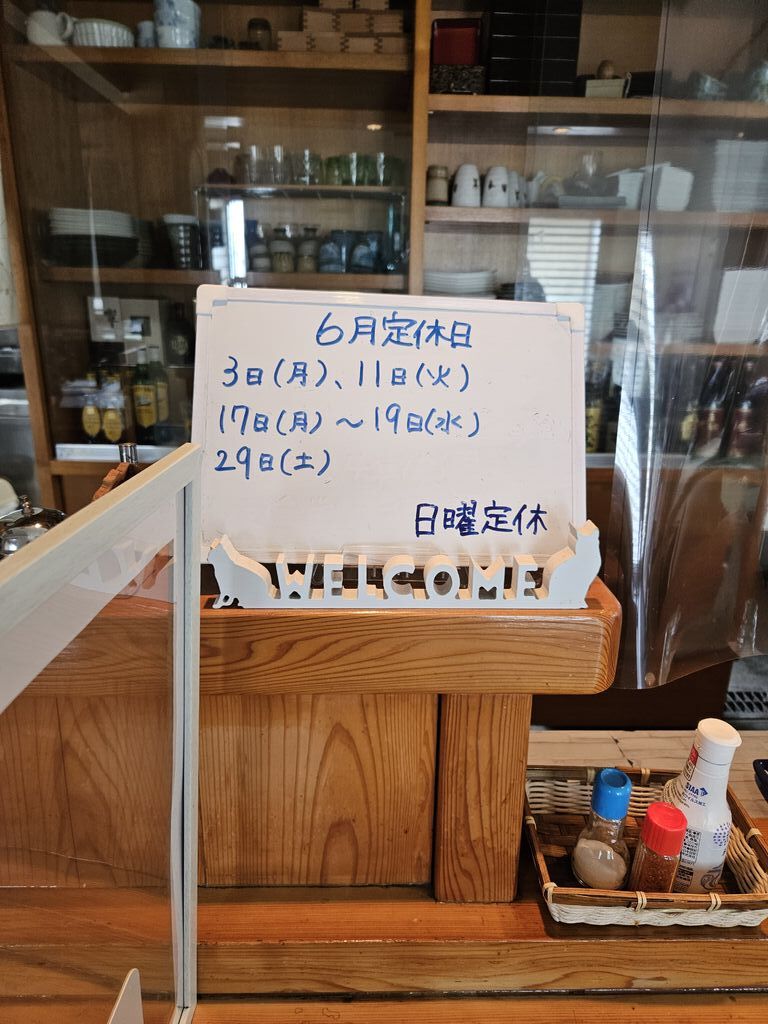 6月定休日
3日(月)、11日(火)
17日(月)～19日(水)
29日(土)
日曜定休
WELCOME